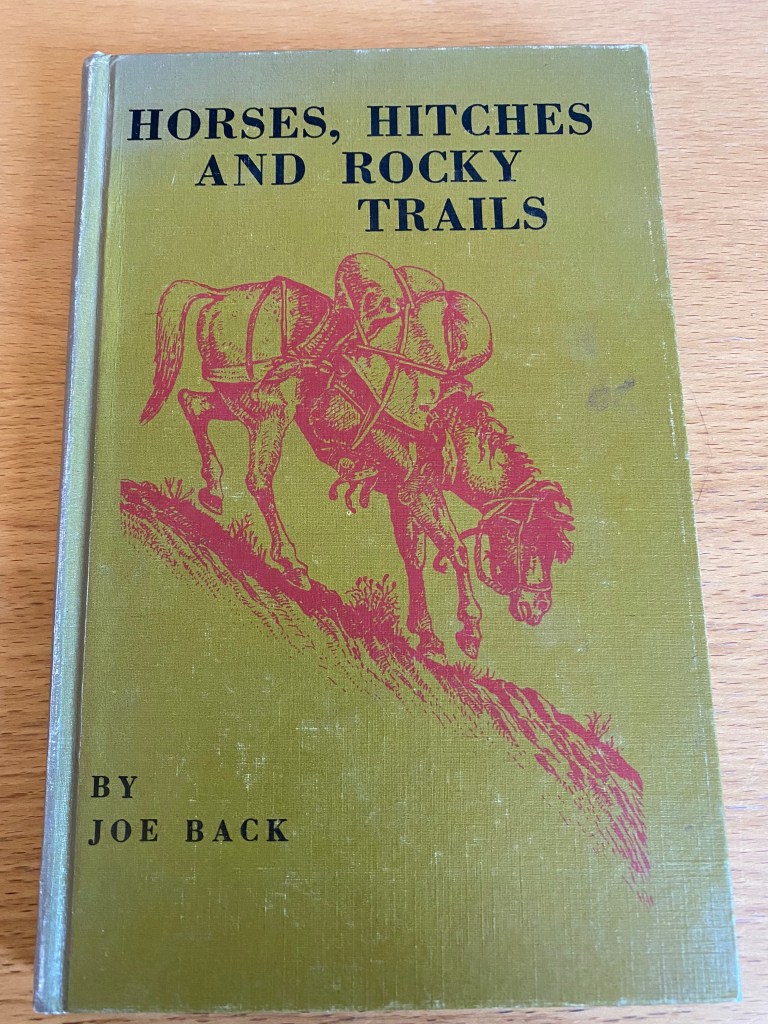 HORSES, HITCHES
AND ROCKY
TRAILS
BY
JOE BACK